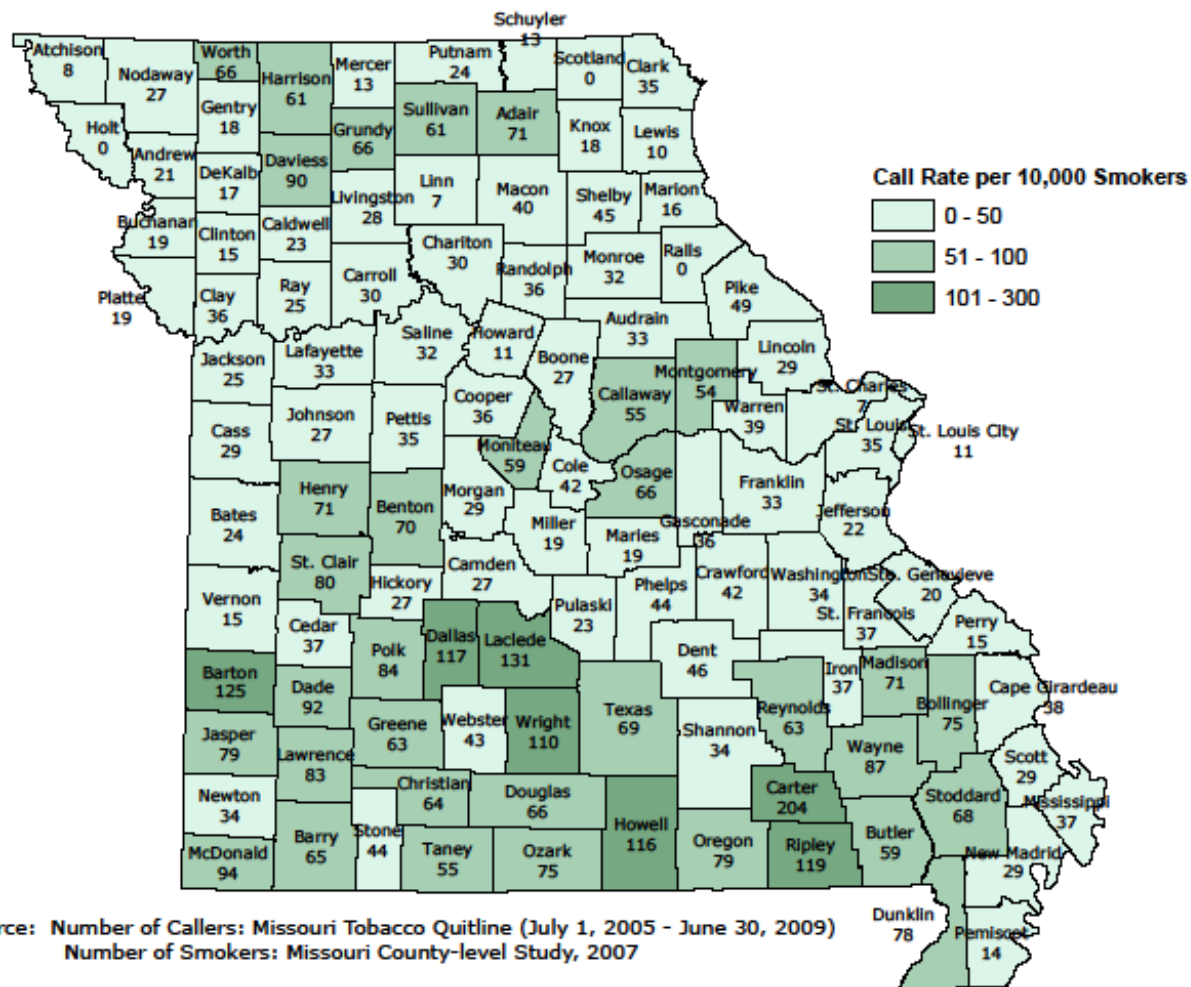 Schuyler
13
Atchison
8
Nodaway
27
Worth
66
Harrison
61
Mercer
13
Putnam
24
Scotland
0
Clark
35
Gentry
18
Sullivan
61
Adair
71
Knox
18
Lewis
10
Holt
0
Andrew
21
DeKalb
17
Daviess
90
Grundy
66
Livingston
28
Linn
7
Macon
40
Shelby
45
Marion
16
Buchanan
19
Clinton
15
Caldwell
23
Chariton
30
Randolph
36
Monroe
32
Ralls
0
Platte
19
Clay
36
Ray
25
Carroll
30
Pike
49
Call Rate per 10,000 Smokers
0 - 50
51 - 100
101 - 300
Jackson
25
Lafayette
33
Saline
32
Howard
11
Boone
27
Audrain
33
Lincoln
29
Montgomery
54
Callaway
55
Warren
39
St. Charles
7
St. Louis
35
St. Louis City
11
Cass
29
Johnson
27
Pettis
35
Cooper
36
Moniteau
59
Cole
42
Osage
66
Franklin
33
Jefferson
22
Gasconade
36
Bates
24
Henry
71
Benton
70
Morgan
29
Miller
19
Maries
19
St. Clair
80
Hickory
27
Camden
27
Pulaski
23
Phelps
44
Crawford
42
Washington
34
Ste. Genevieve
20
St. Francois
37
Perry
15
Vernon
15
Cedar
37
Polk
84
Dallas
117
Laclede
131
Dent
46
Iron
37
Madison
71
Bollinger
75
Cape Girardeau
38
Barton
125
Dade
92
Greene
63
Webster
43
Wright
110
Texas
69
Shannon
34
Reynolds
63
Wayne
87
Scott
29
Mississippi
37
Jasper
79
Lawrence
83
Christian
64
Douglas
66
Howell
116
Carter
204
Stoddard
68
Newton
34
Barry
65
Stone
44
Taney
55
Ozark
75
Oregon
79
Ripley
119
Butler
59
New Madrid
29
McDonald
94
Dunklin
78
Pemiscot
14
rce: Number of Callers: Missouri Tobacco Quitline (July 1, 2005 - June 30, 2009)
Number of Smokers: Missouri County-level Study, 2007